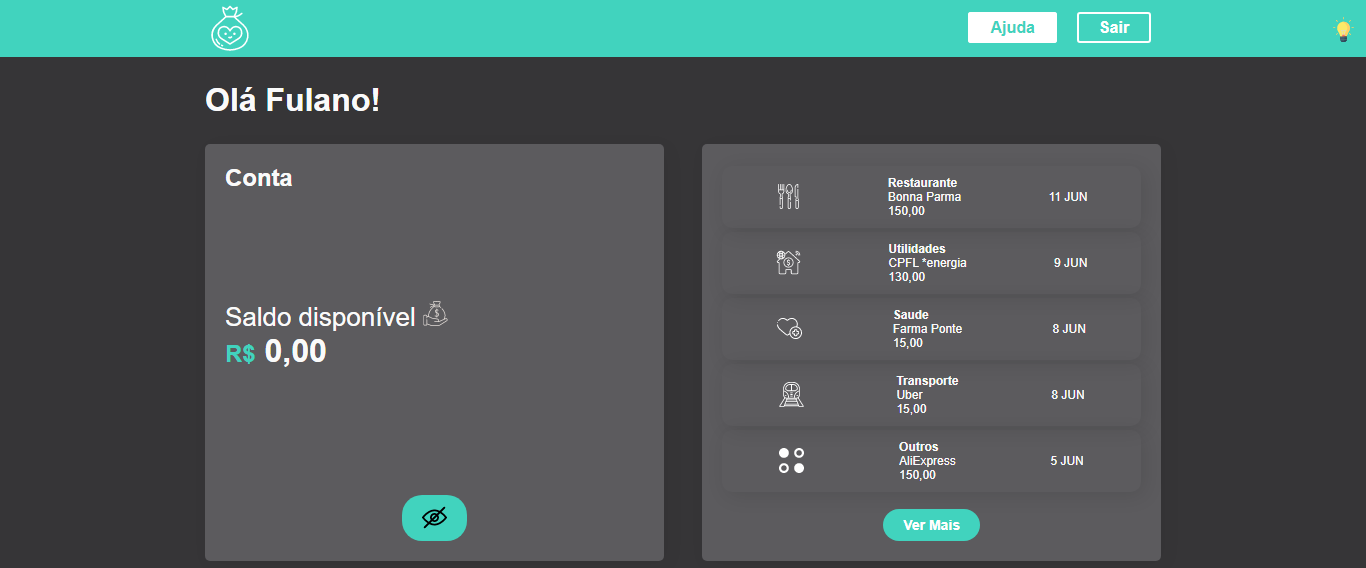 Ajuda
Sair
Olá Fulano!
Conta
Saldo disponível
R$ 0,00
Restaurante
Bonna Parma
150,00
11 JUN
Utilidades
CPFL *energia
130,00
9 JUN
Saude
Farma Ponte
15,00
8 JUN
Transporte
Uber
15,00
8 JUN
Outros
AliExpress
150,00
5 JUN
Ver Mais